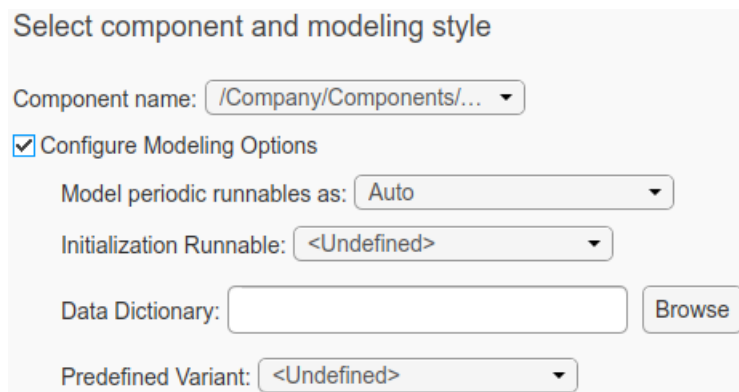 Select component and modeling style
Component name: /Company/Components/...
Configure Modeling Options
Model periodic runnables as: Auto
Initialization Runnable: <Undefined>
Data Dictionary: Browse
Predefined Variant: <Undefined>